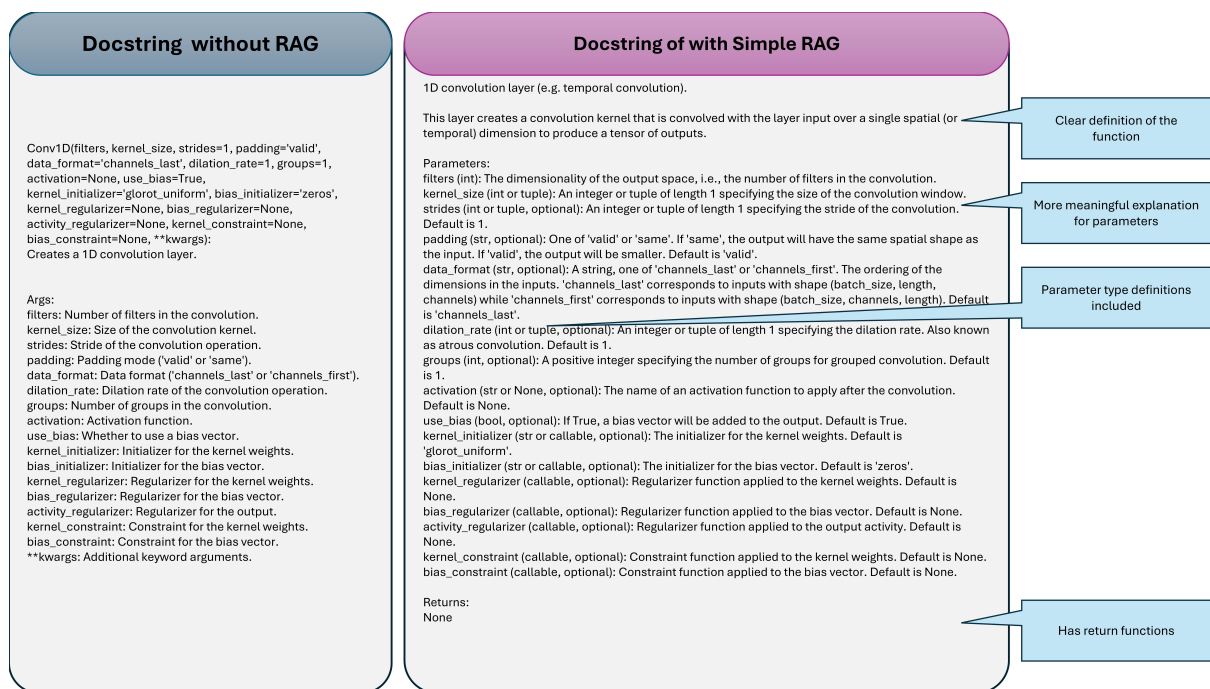 Docstring without RAG
Conv1D(filters, kernel_size, strides=1, padding='valid',
data_format='channels_last', dilation_rate=1, groups=1,
activation=None, use_bias=True,
kernel_initializer='glorot_uniform', bias_initializer='zeros',
kernel_regularizer=None, bias_regularizer=None,
activity_regularizer=None, kernel_constraint=None,
bias_constraint=None, **kwargs):
Creates a 1D convolution layer.
Args:
filters: Number of filters in the convolution.
kernel_size: Size of the convolution kernel.
strides: Stride of the convolution operation.
padding: Padding mode ('valid' or 'same').
data_format: Data format ('channels_last' or 'channels_first').
dilation_rate: Dilation rate of the convolution operation.
groups: Number of groups in the convolution.
activation: Activation function.
use_bias: Whether to use a bias vector.
kernel_initializer: Initializer for the kernel weights.
bias_initializer: Initializer for the bias vector.
kernel_regularizer: Regularizer for the kernel weights.
bias_regularizer: Regularizer for the bias vector.
activity_regularizer: Regularizer for the output.
kernel_constraint: Constraint for the kernel weights.
bias_constraint: Constraint for the bias vector.
**kwargs: Additional keyword arguments.
Docstring of with Simple RAG
1D convolution layer (e.g. temporal convolution).
This layer creates a convolution kernel that is convolved with the layer input over a single spatial (or
temporal) dimension to produce a tensor of outputs.
Parameters:
filters (int): The dimensionality of the output space, i.e., the number of filters in the convolution.
kernel_size (int or tuple): An integer or tuple of length 1 specifying the size of the convolution window.
strides (int or tuple, optional): An integer or tuple of length 1 specifying the stride of the convolution.
Default is 1.
padding (str, optional): One of 'valid' or 'same'. If 'same', the output will have the same spatial shape as
the input. If 'valid', the output will be smaller. Default is 'valid'.
data_format (str, optional): A string, one of 'channels_last' or 'channels_first'. The ordering of the
dimensions in the inputs. 'channels_last' corresponds to inputs with shape (batch_size, length,
channels) while 'channels_first' corresponds to inputs with shape (batch_size, channels, length). Default
is 'channels_last'.
dilation_rate (int or tuple, optional): An integer or tuple of length 1 specifying the dilation rate. Also known
as atrous convolution. Default is 1.
groups (int, optional): A positive integer specifying the number of groups for grouped convolution. Default
is 1.
activation (str or None, optional): The name of an activation function to apply after the convolution.
Default is None.
use_bias (bool, optional): If True, a bias vector will be added to the output. Default is True.
kernel_initializer (str or callable, optional): The initializer for the kernel weights. Default is
'glorot_uniform'.
bias_initializer (str or callable, optional): The initializer for the bias vector. Default is 'zeros'.
kernel_regularizer (callable, optional): Regularizer function applied to the kernel weights. Default is
None.
bias_regularizer (callable, optional): Regularizer function applied to the bias vector. Default is None.
activity_regularizer (callable, optional): Regularizer function applied to the output activity. Default is
None.
kernel_constraint (callable, optional): Constraint function applied to the kernel weights. Default is None.
bias_constraint (callable, optional): Constraint function applied to the bias vector. Default is None.
Returns:
None
Clear definition of the
function
More meaningful explanation
for parameters
Parameter type definitions
included
Has return functions